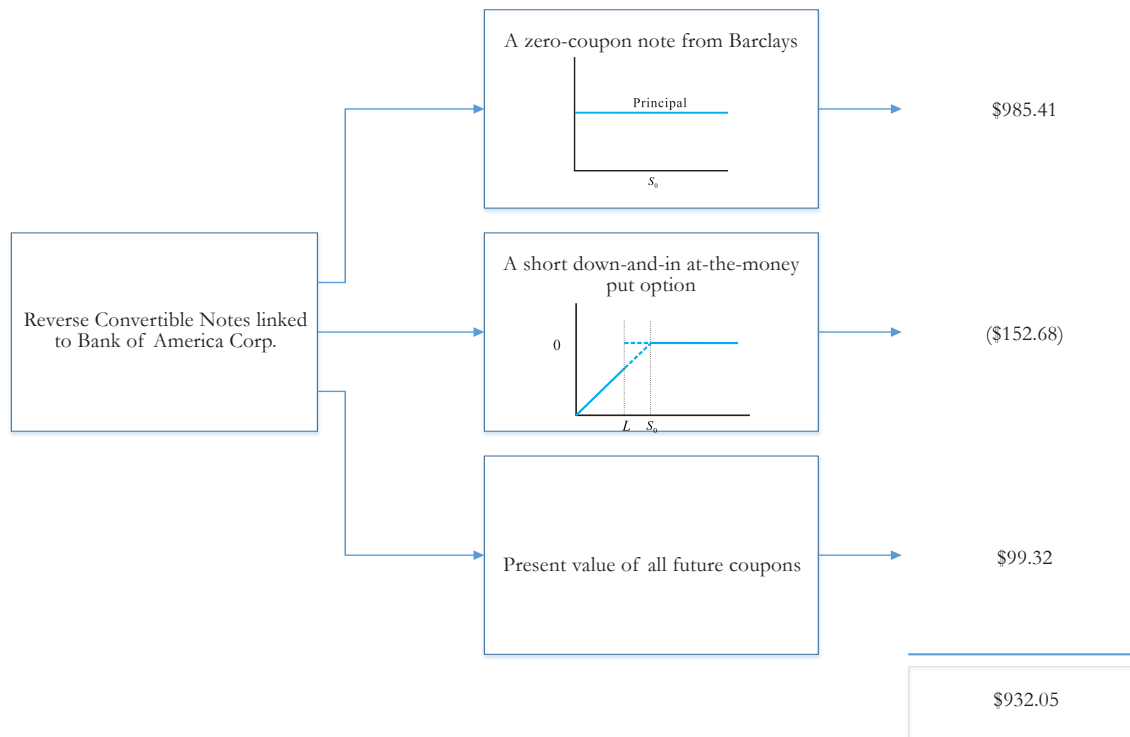 A zero-coupon note from Barclays
Principal
S₀
$985.41
Reverse Convertible Notes linked
to Bank of America Corp.
A short down-and-in at-the-money
put option
0
L S₀
($152.68)
Present value of all future coupons
$99.32
$932.05